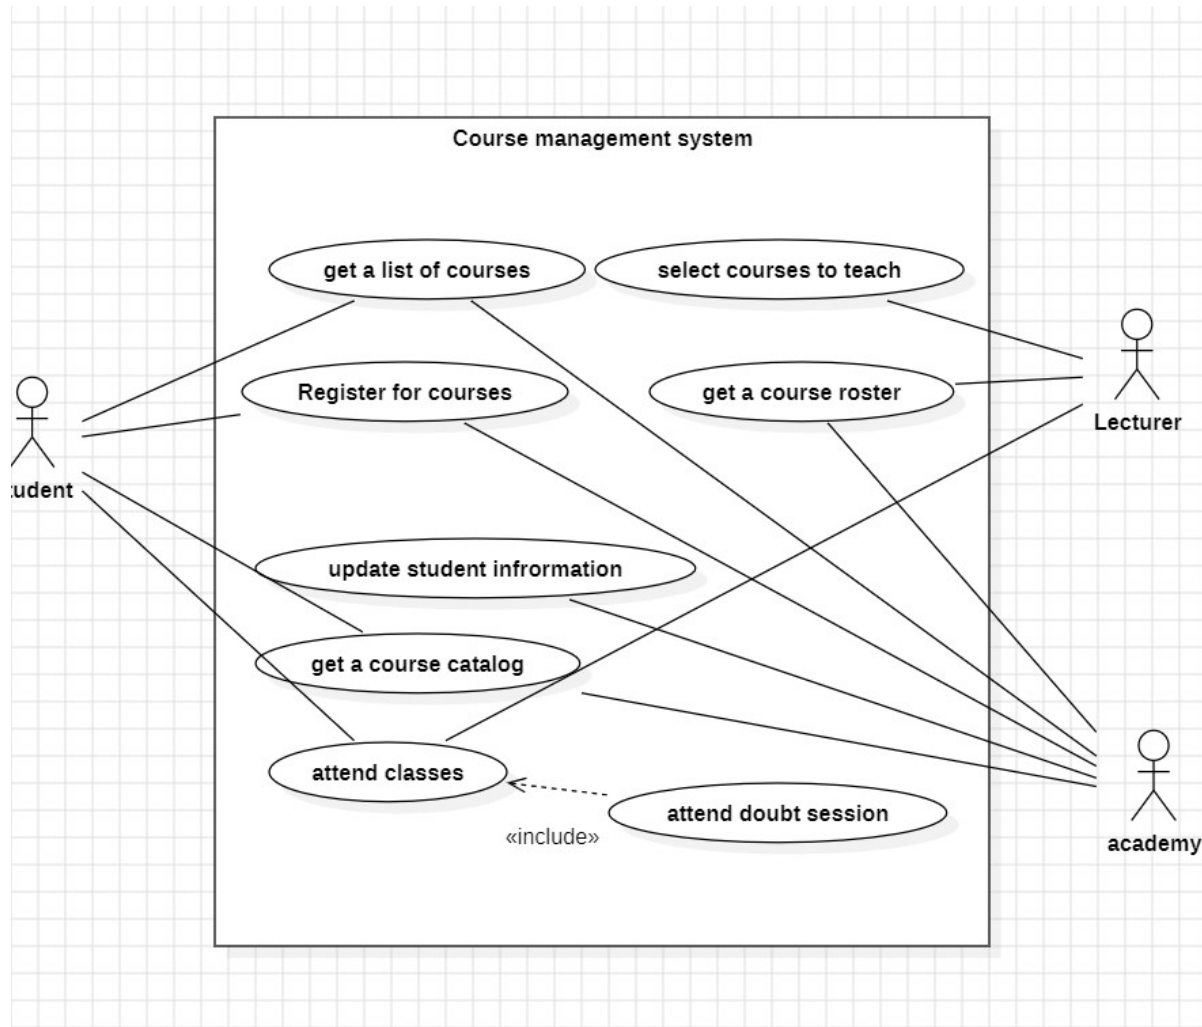 Course management system
get a list of courses
select courses to teach
Register for courses
get a course roster
Lecturer
udent
update student infrormation
get a course catalog
attend classes
attend doubt session
«include»
academy